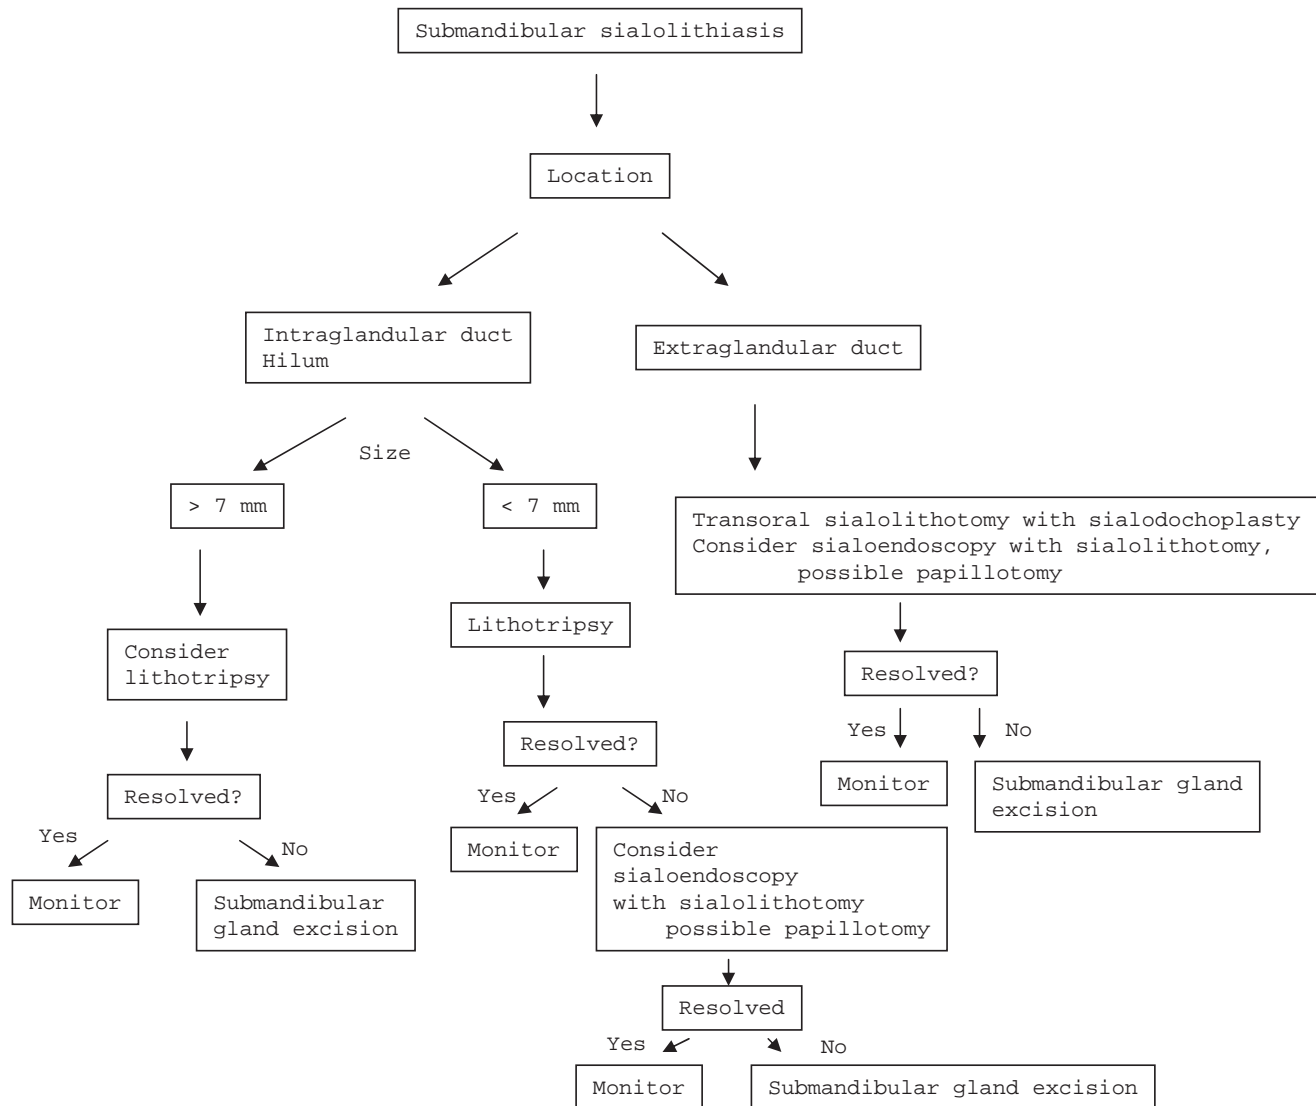 Submandibular sialolithiasis
Location
Intraglandular duct
Hilum
Extraglandular duct
Size
> 7 mm
< 7 mm
Transoral sialolithotomy with sialodochoplasty
Consider sialoendoscopy with sialolithotomy,
possible papillotomy
Consider
lithotripsy
Lithotripsy
Resolved?
Yes
No
Monitor
Submandibular gland
excision
Resolved?
Yes
No
Monitor
Consider
sialoendoscopy
with sialolithotomy
possible papillotomy
Resolved?
Yes
No
Monitor
Submandibular
gland excision
Resolved
Yes
No
Monitor
Submandibular gland excision